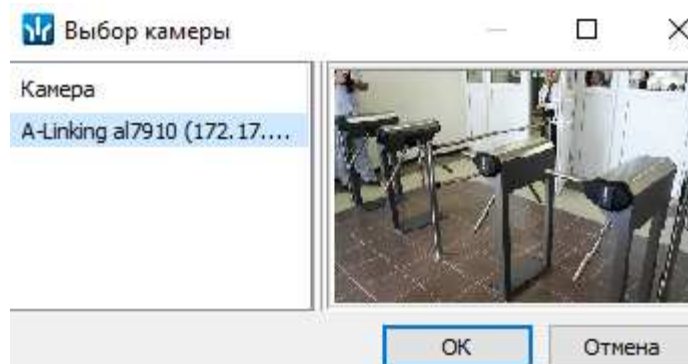 Выбор камеры
Камера
A-Linking al7910 (172.17....
OK
Отмена